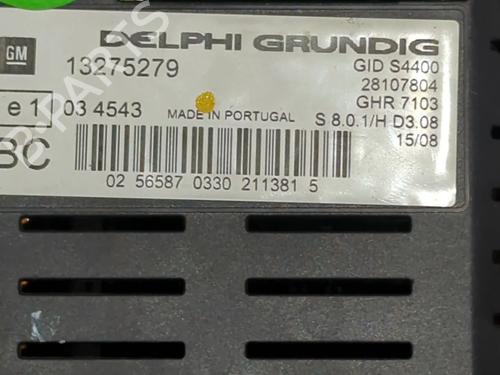 DELPHI GRUNDIG
GM 13275279 GID S4400
28107804
e1 03 4543 GHR 7103
MADE IN PORTUGAL S 8.0.1/H D3.08
15/08
BC
02 56587 0330 211381 5